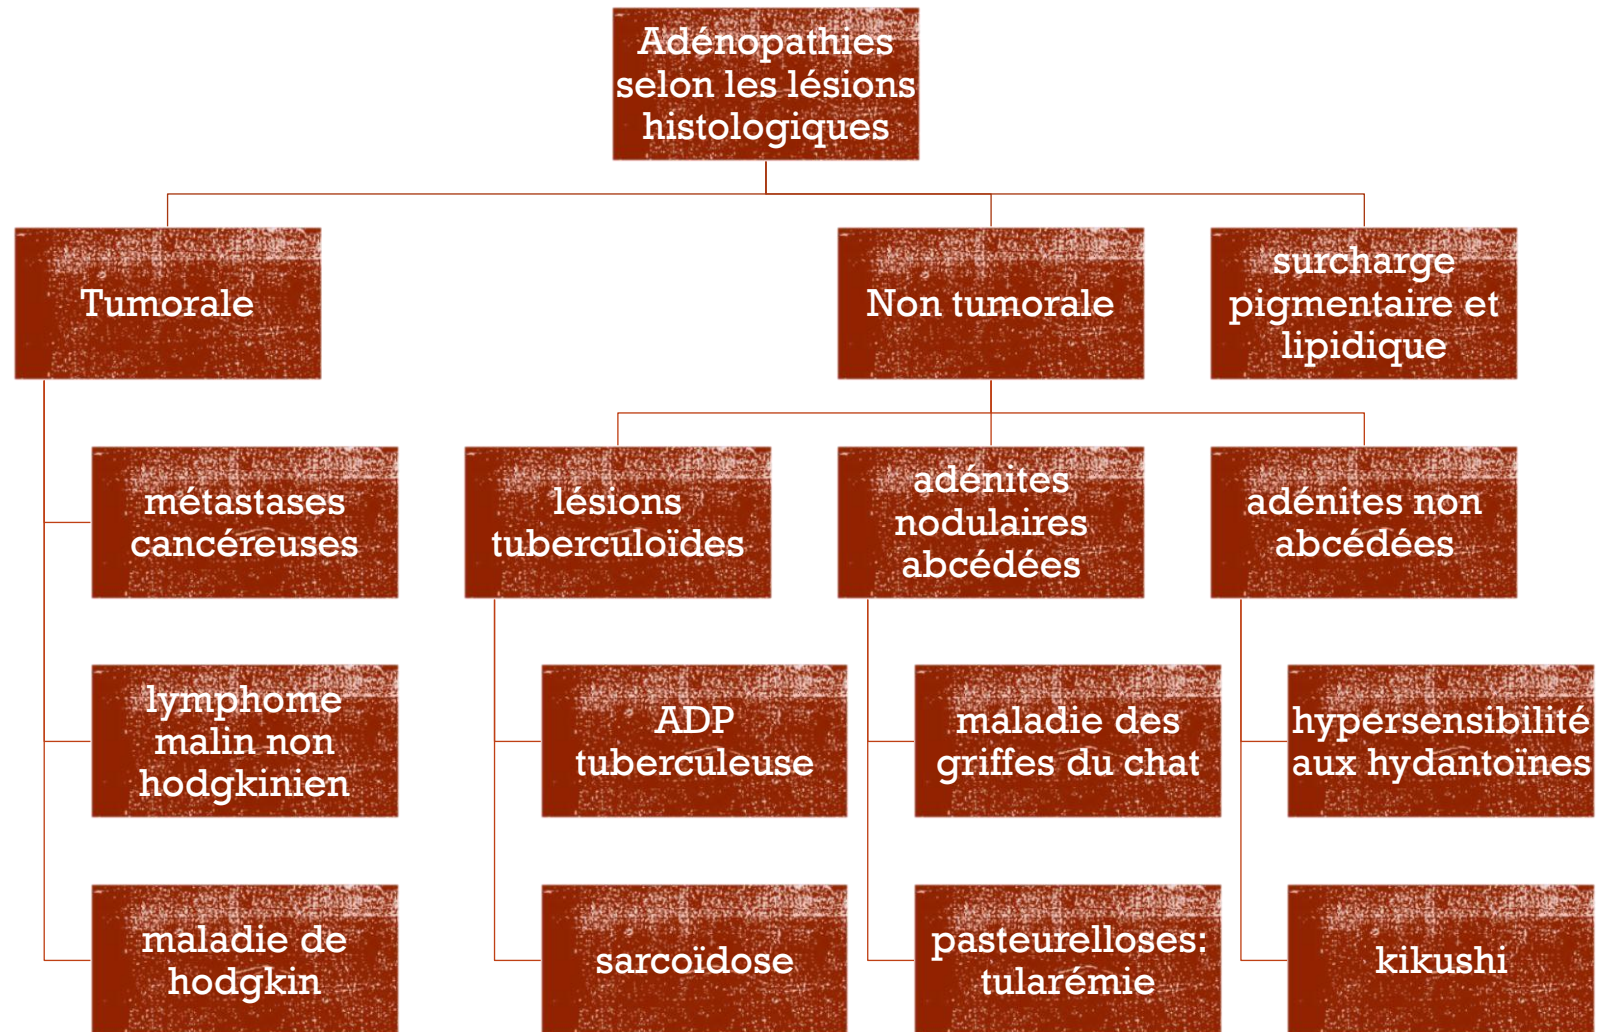 Adénopathies
selon les lésions
histologiques
Tumorale
Non tumorale
surcharge
pigmentaire et
lipidique
métastases
cancéreuses
lésions
tuberculoïdes
adénites
nodulaires
abcédées
adénites non
abcédées
lymphome
malin non
hodgkinien
ADP
tuberculeuse
maladie des
griffes du chat
hypersensibilité
aux hydantoïnes
maladie de
hodgkin
sarcoïdose
pasteurelloses:
tularémie
kikushi